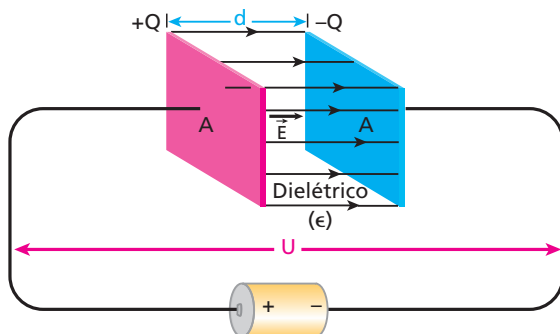 +Q d –Q
A E⃗ A
Dielétrico
(ϵ)
U
+ –